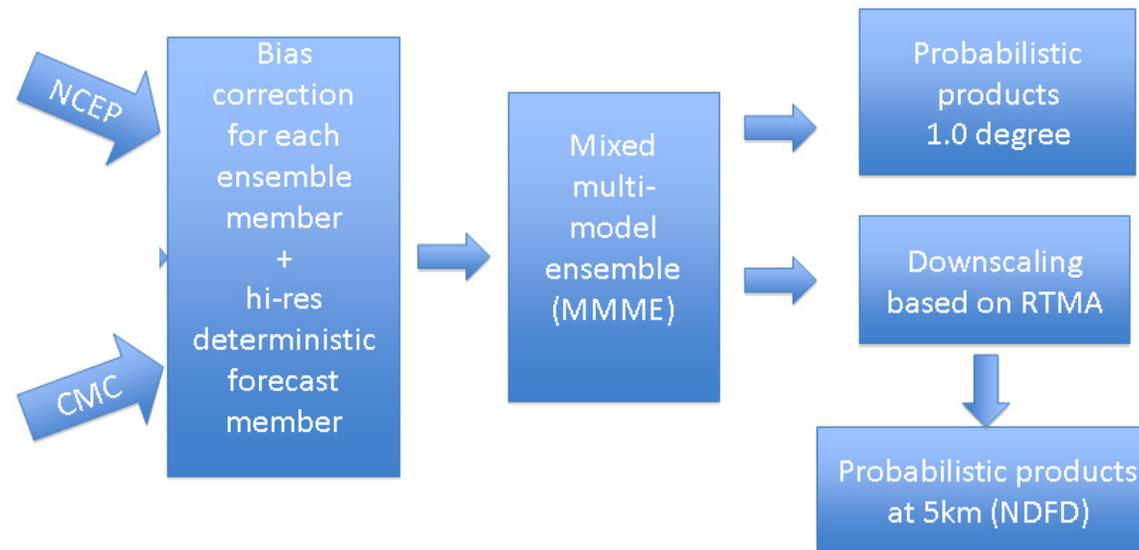 NCEP
CMC
Bias
correction
for each
ensemble
member
+
hi-res
deterministic
forecast
member
Mixed
multi-
model
ensemble
(MMME)
Probabilistic
products
1.0 degree
Downscaling
based on RTMA
Probabilistic products
at 5km (NDFD)